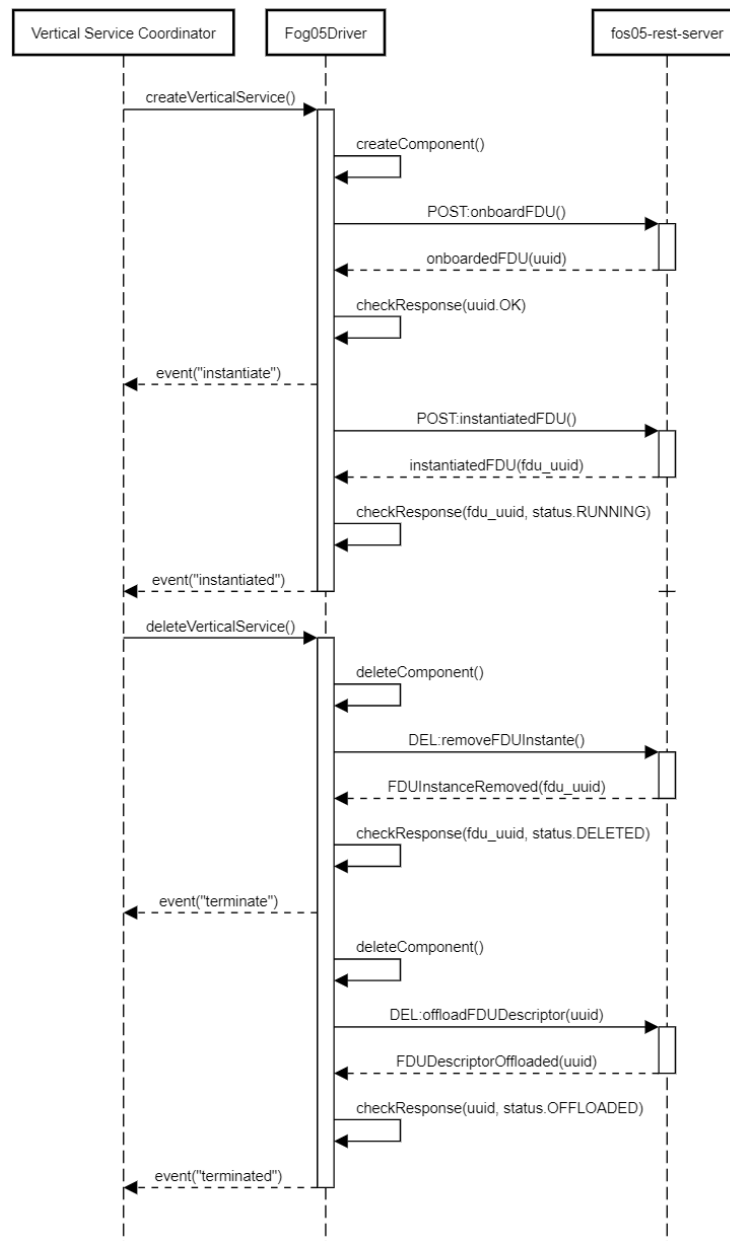 Vertical Service Coordinator
Fog05Driver
fos05-rest-server
createVerticalService()
createComponent()
POST:onboardFDU()
onboardedFDU(uuid)
checkResponse(uuid.OK)
event("instantiate")
POST:instantiatedFDU()
instantiatedFDU(fdu_uuid)
checkResponse(fdu_uuid, status.RUNNING)
event("instantiated")
deleteVerticalService()
deleteComponent()
DEL:removeFDUInstante()
FDUInstanceRemoved(fdu_uuid)
checkResponse(fdu_uuid, status.DELETED)
event("terminate")
deleteComponent()
DEL:offloadFDUDescriptor(uuid)
FDUDescriptorOffloaded(uuid)
checkResponse(uuid, status.OFFLOADED)
event("terminated")